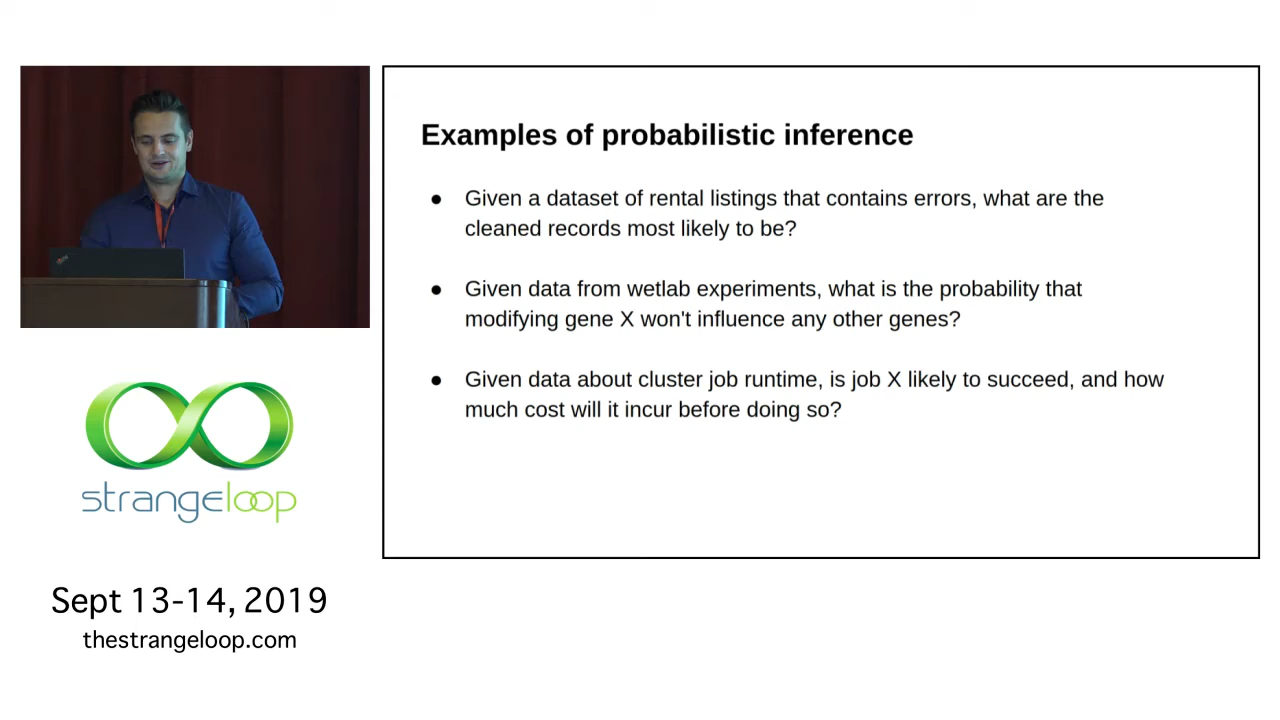 Examples of probabilistic inference
● Given a dataset of rental listings that contains errors, what are the
cleaned records most likely to be?
● Given data from wetlab experiments, what is the probability that
modifying gene X won't influence any other genes?
● Given data about cluster job runtime, is job X likely to succeed, and how
much cost will it incur before doing so?
strangeloop
Sept 13-14, 2019
thestrangeloop.com